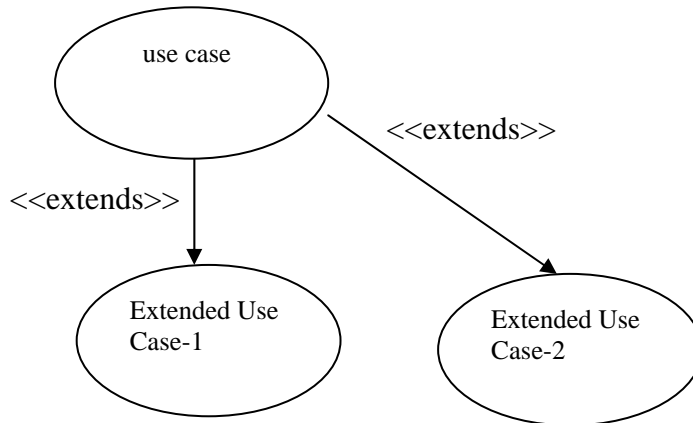 use case
<<extends>>
<<extends>>
Extended Use
Case-1
Extended Use
Case-2